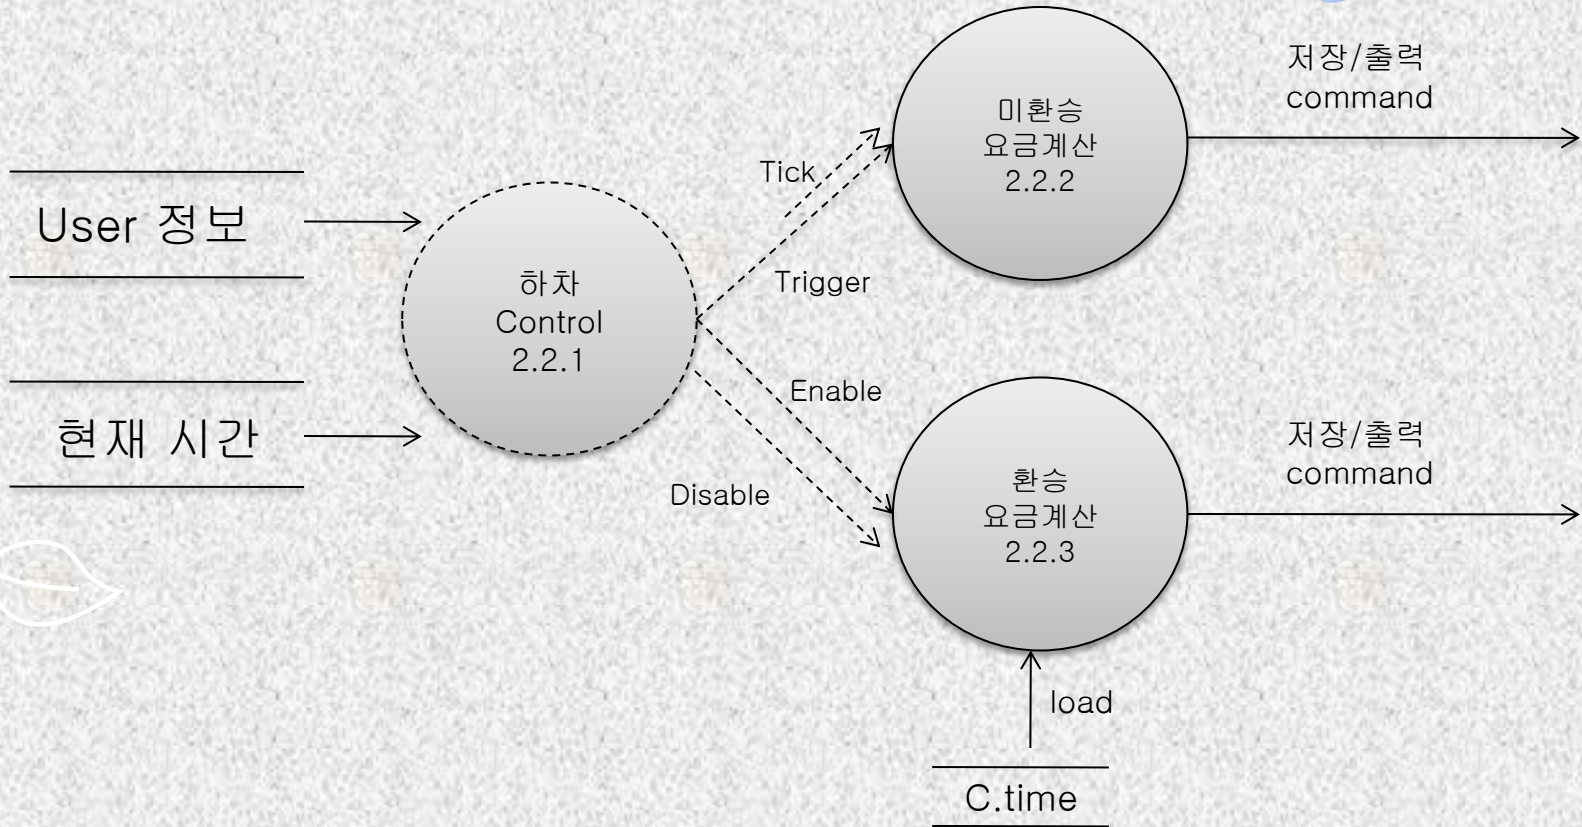 저장/출력
command
미환승
요금계산
2.2.2
Tick
User 정보
Trigger
하차
Control
2.2.1
Enable
현재 시간
저장/출력
command
Disable
환승
요금계산
2.2.3
load
C.time